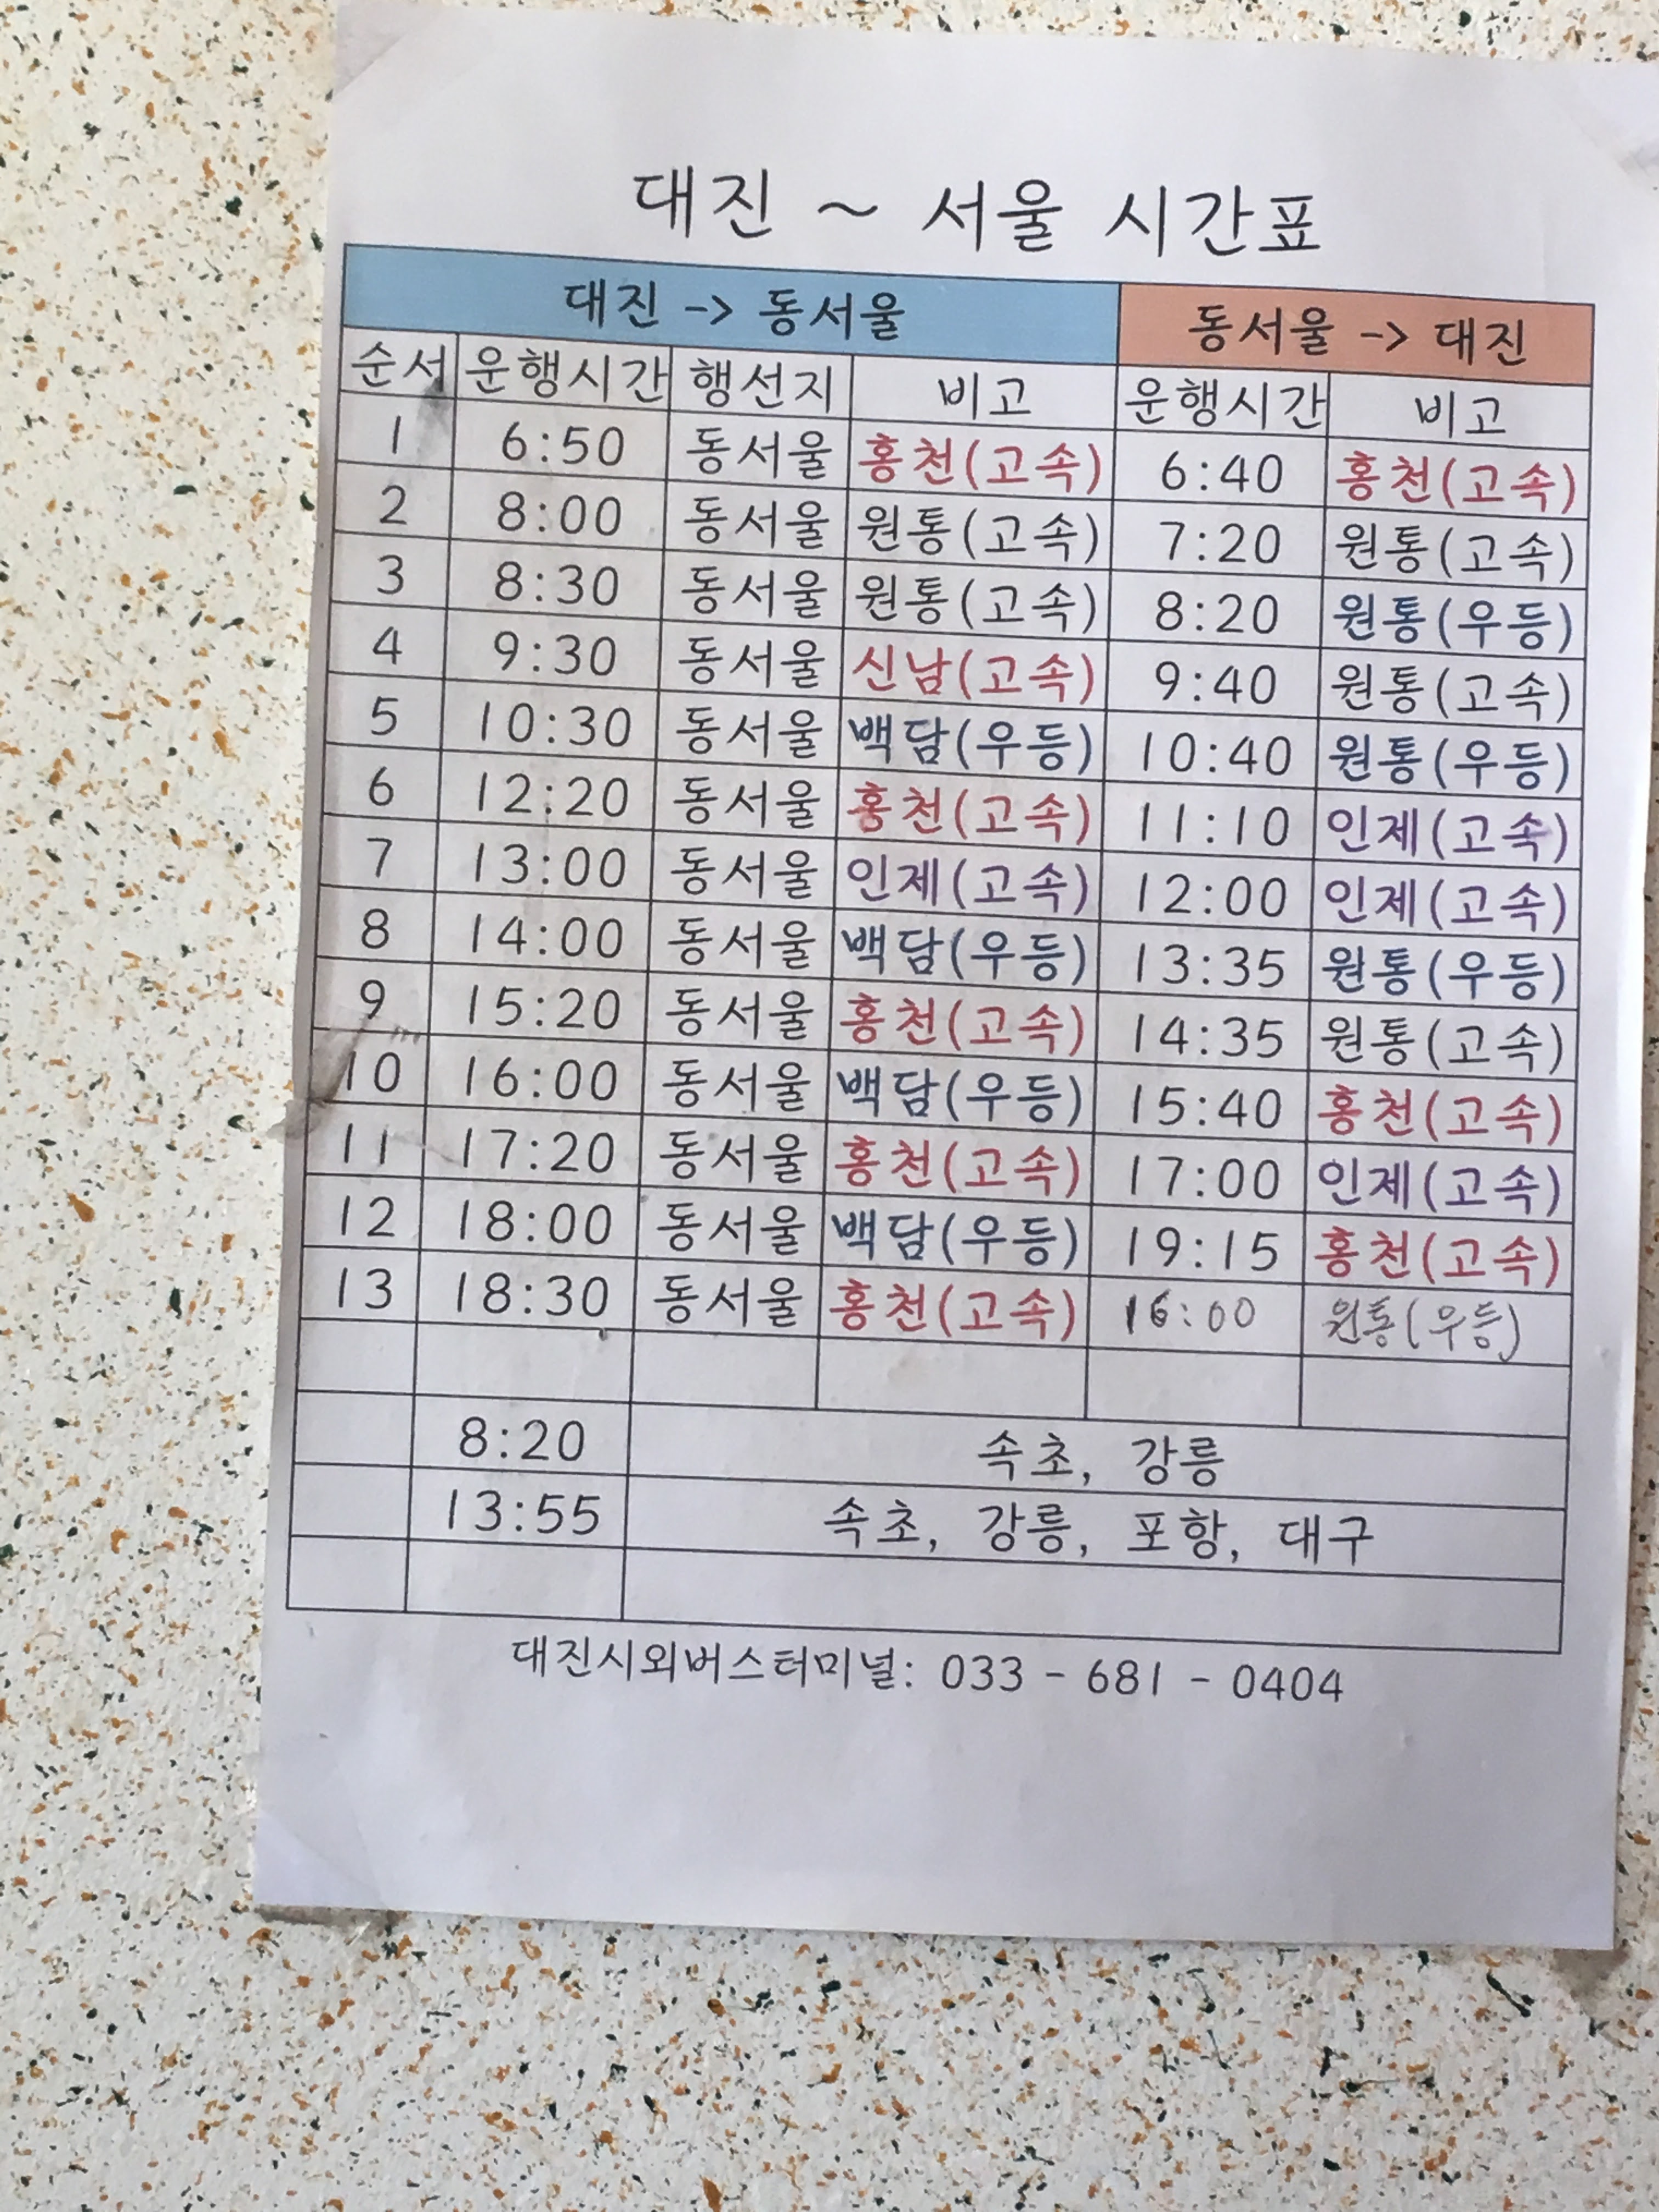 대진 ~ 서울 시간표
대진 -> 동서울 동서울 -> 대진
순서 운행시간 행선지 비고 운행시간 비고
1 6:50 동서울 홍천(고속) 6:40 홍천(고속)
2 8:00 동서울 원통(고속) 7:20 원통(고속)
3 8:30 동서울 원통(고속) 8:20 원통(우등)
4 9:30 동서울 신남(고속) 9:40 원통(고속)
5 10:30 동서울 백담(우등) 10:40 원통(우등)
6 12:20 동서울 홍천(고속) 11:10 인제(고속)
7 13:00 동서울 인제(고속) 12:00 인제(고속)
8 14:00 동서울 백담(우등) 13:35 원통(우등)
9 15:20 동서울 홍천(고속) 14:35 원통(고속)
10 16:00 동서울 백담(우등) 15:40 홍천(고속)
11 17:20 동서울 홍천(고속) 17:00 인제(고속)
12 18:00 동서울 백담(우등) 19:15 홍천(고속)
13 18:30 동서울 홍천(고속) 16:00 원통(우등)
8:20 속초, 강릉
13:55 속초, 강릉, 포항, 대구
대진시외버스터미널: 033 - 681 - 0404